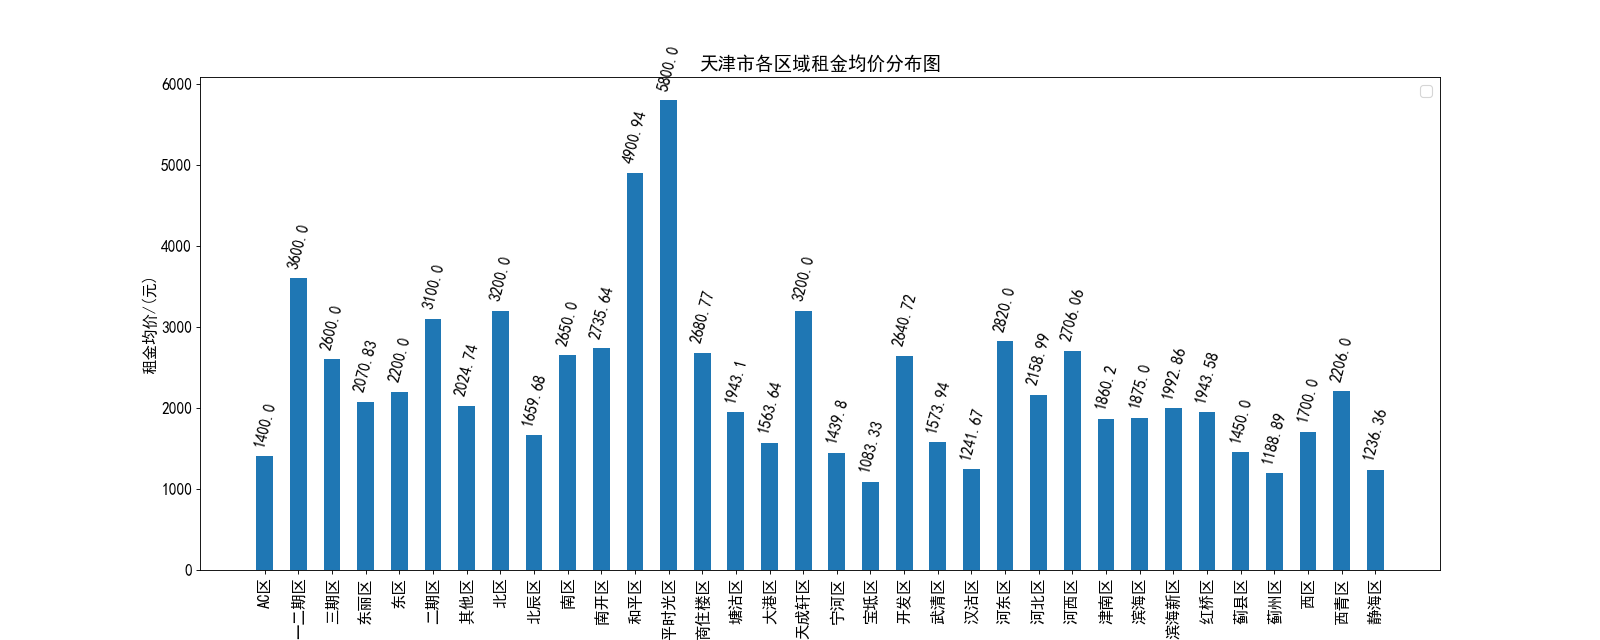 天津市各区域租金均价分布图
租金均价/(元)
6000
5000
4000
3000
2000
1000
0
1400.0
3600.0
2600.0
2070.83
2200.0
3100.0
2024.74
3200.0
1659.68
2650.0
2735.64
4900.94
5800.0
2680.77
1943.1
1563.64
3200.0
1439.8
1083.33
2640.72
1573.94
1241.67
2820.0
2158.99
2706.06
1860.2
1875.0
1992.86
1943.58
1450.0
1188.89
1700.0
2206.0
1236.36
AC区
一二期区
三期区
东丽区
东区
二期区
其他区
北区
北辰区
南区
南开区
和平区
平时光区
商住楼区
塘沽区
大港区
天成轩区
宁河区
宝坻区
开发区
武清区
汉沽区
河东区
河北区
河西区
津南区
滨海区
滨海新区
红桥区
蓟县区
蓟州区
西区
西青区
静海区